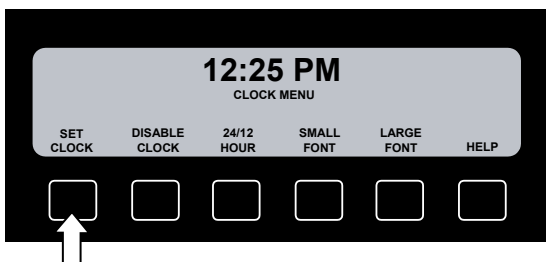 12:25 PM
CLOCK MENU
SET CLOCK
DISABLE CLOCK
24/12 HOUR
SMALL FONT
LARGE FONT
HELP